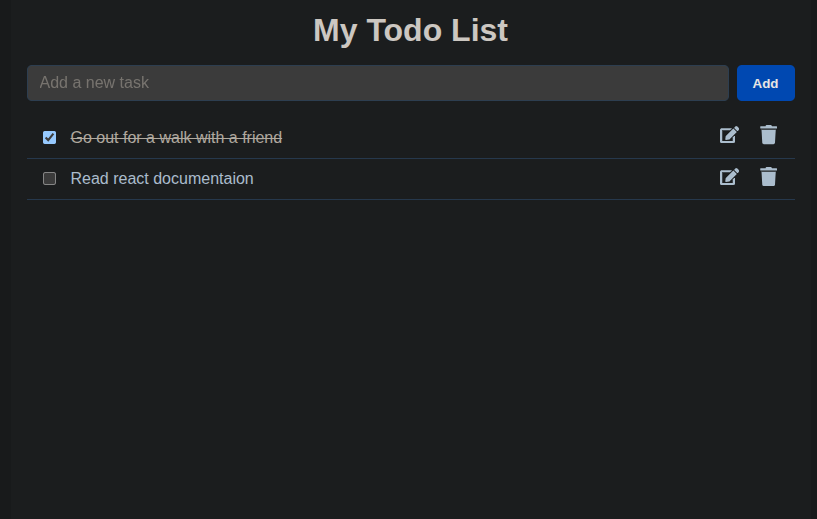 My Todo List
Add a new task
Add
Go out for a walk with a friend
Read react documentaion